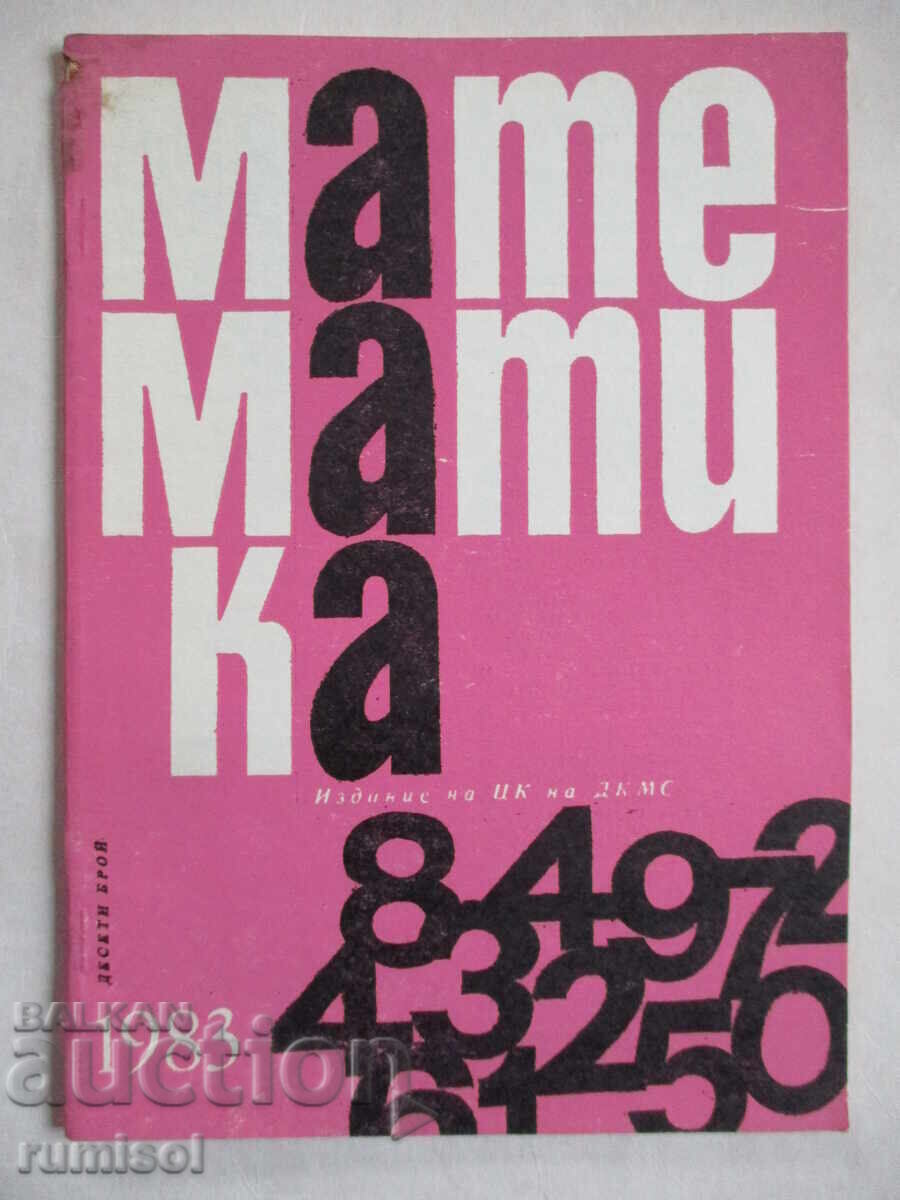 мате
мати
ка
Издание на ЦК на ДКМС
ДЕСЕТИ БРОЙ
8 4 9 7 2
4 3 2 5 0
6 1
1983
BALKAN
auction
rumisol